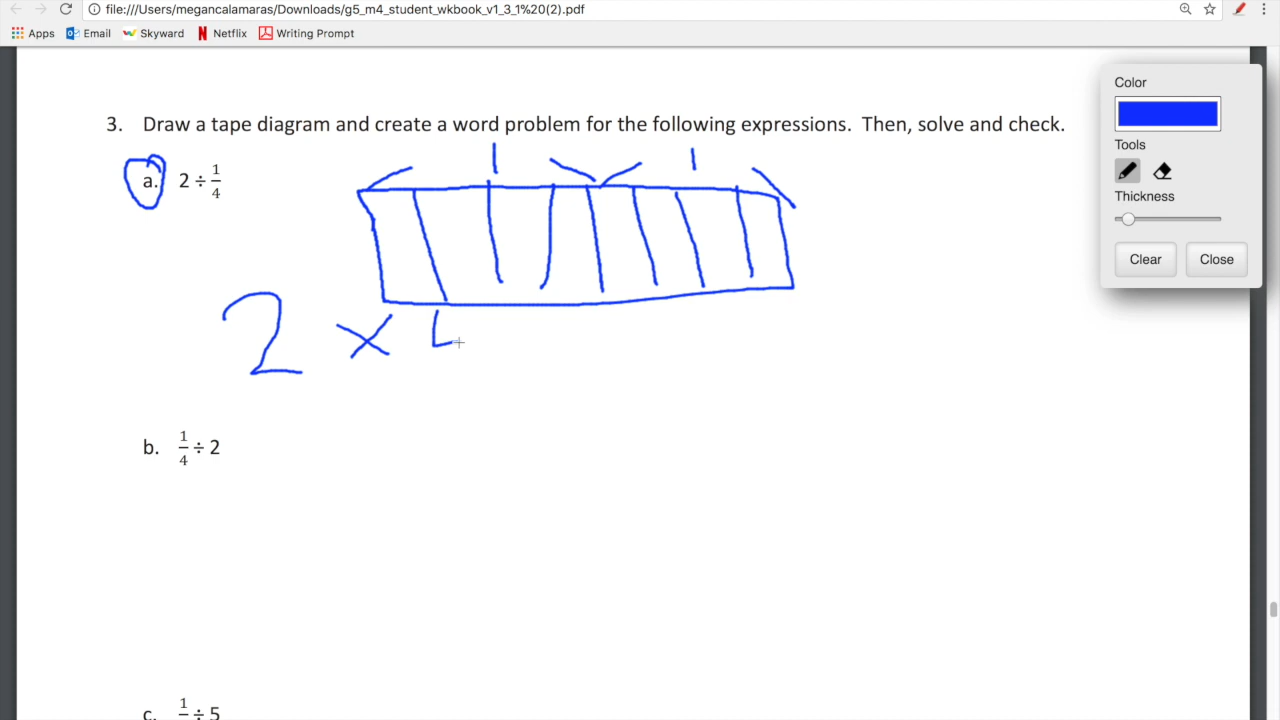 file:///Users/megancalamaras/Downloads/g5_m4_student_wkbook_v1_3_1%20(2).pdf
Apps Email Skyward Netflix Writing Prompt
Color
Tools
Thickness
Clear Close
3. Draw a tape diagram and create a word problem for the following expressions. Then, solve and check.
1 1
a. 2 ÷ 1/4
2 ×
b. 1/4 ÷ 2
c. 1 ÷ 5